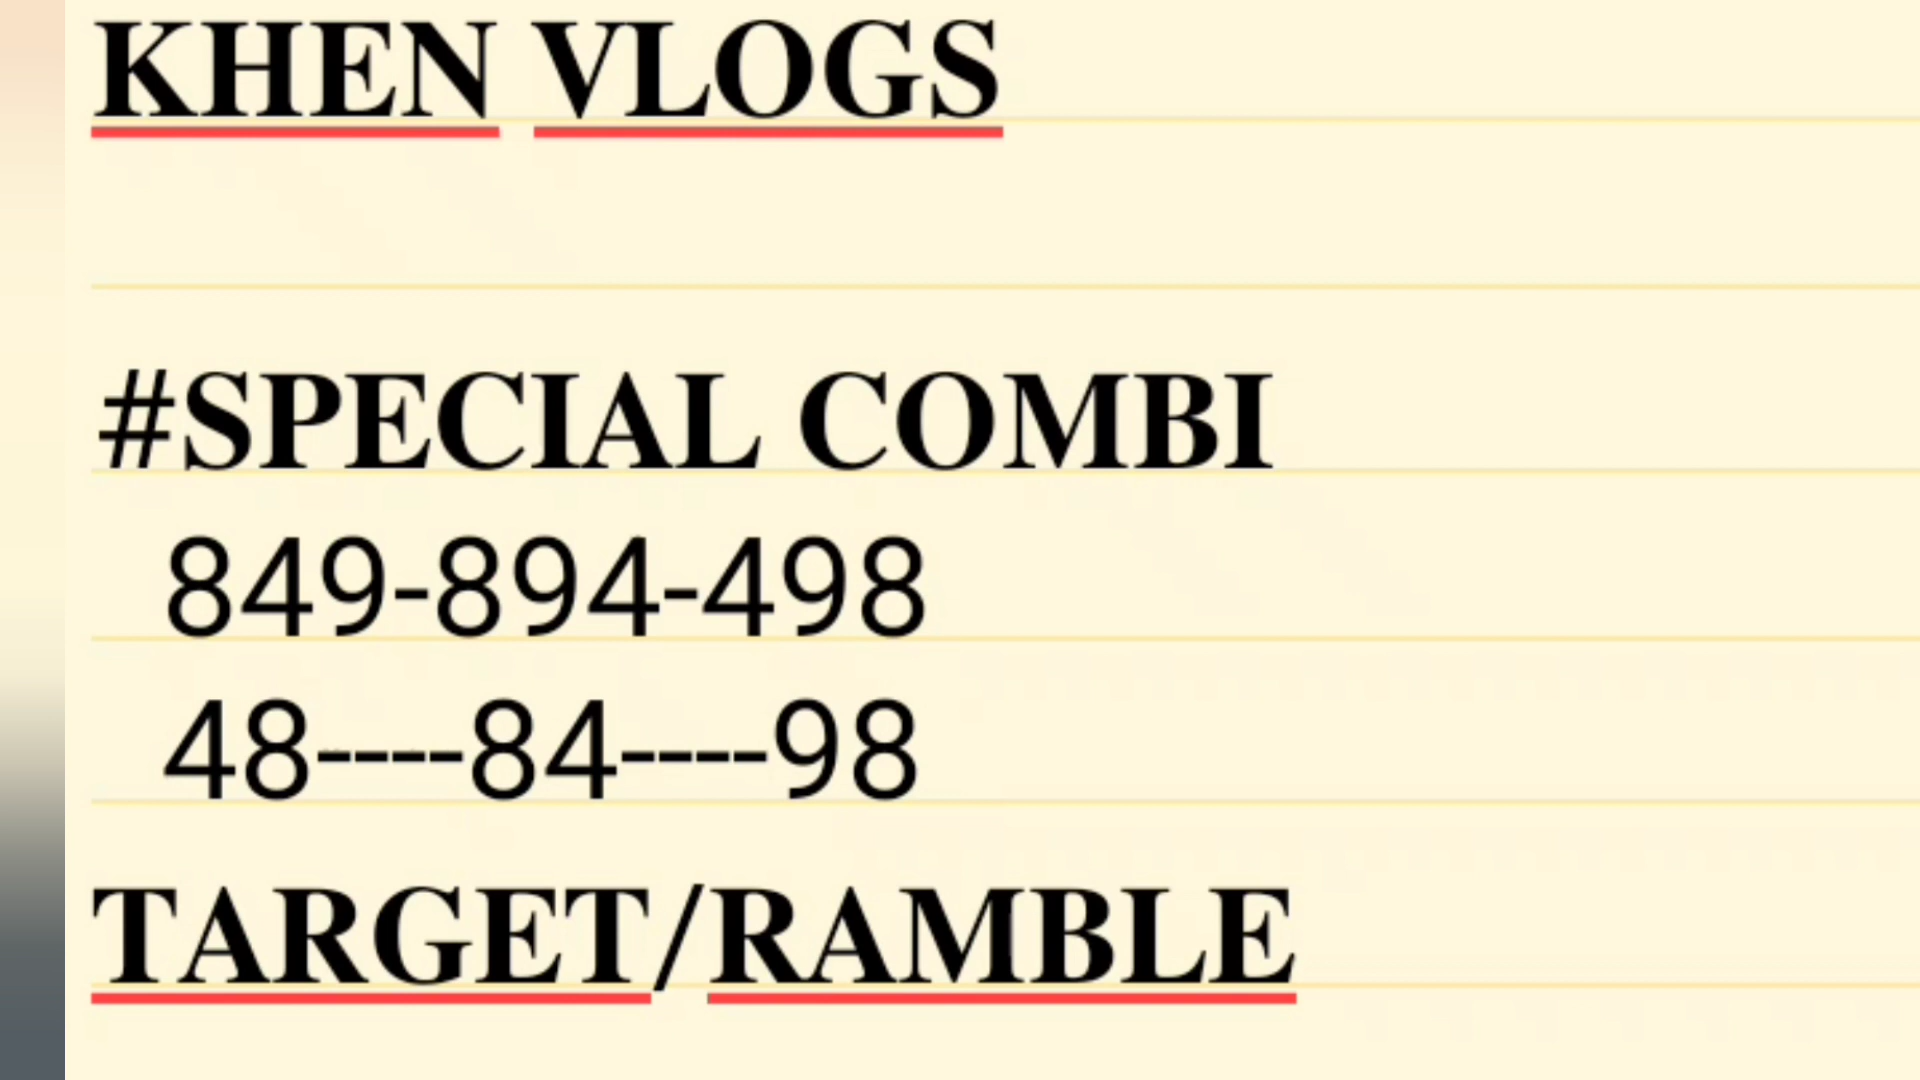 KHEN VLOGS
#SPECIAL COMBI
849-894-498
48----84----98
TARGET/RAMBLE